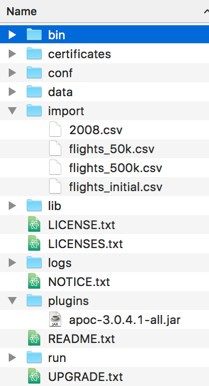 Name
bin
certificates
conf
data
import
2008.csv
flights_50k.csv
flights_500k.csv
flights_initial.csv
lib
LICENSE.txt
LICENSES.txt
logs
NOTICE.txt
plugins
apoc-3.0.4.1-all.jar
README.txt
run
UPGRADE.txt